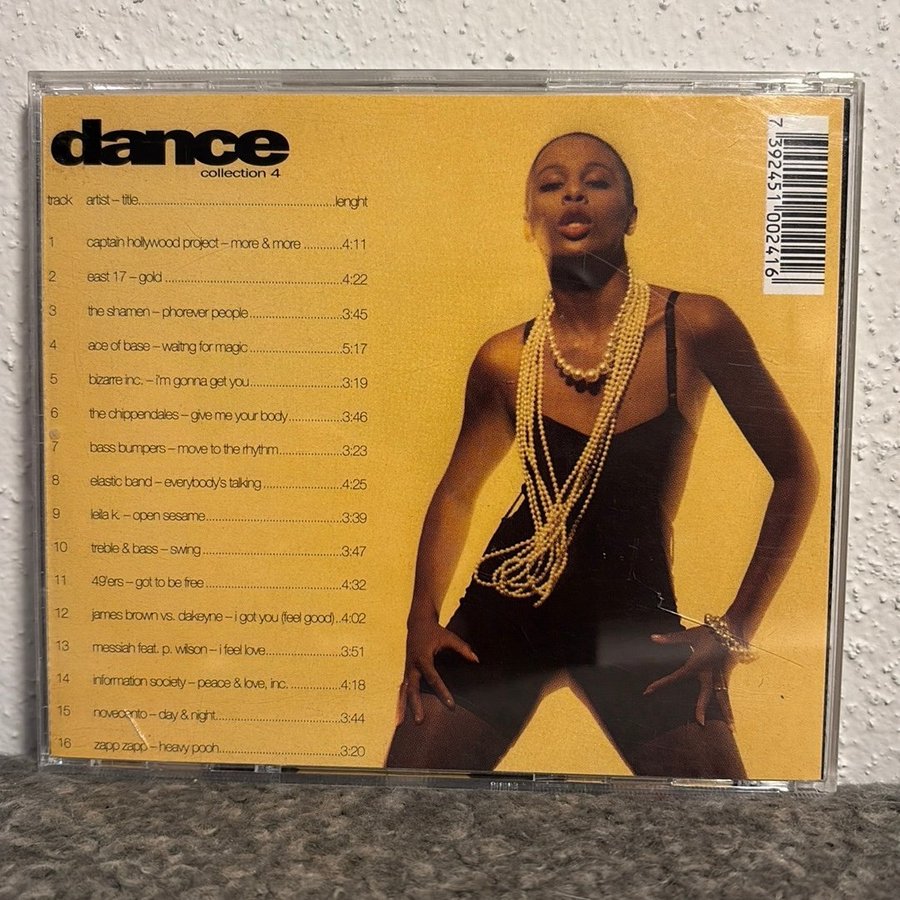 dance
collection 4
track artist – title...............................................lenght
1 captain hollywood project – more & more ............4:11
2 east 17 – gold ...........................................4:22
3 the shamen – phorever people......................3:45
4 ace of base – waitng for magic......................5:17
5 bizarre inc. – i'm gonna get you......................3:19
6 the chippendales – give me your body.............3:46
7 bass bumpers – move to the rhythm...............3:23
8 elastic band – everybody's talking...................4:25
9 leila k. – open sesame................................3:39
10 treble & bass – swing.................................3:47
11 49'ers – got to be free.................................4:32
12 james brown vs. dakeyne – i got you (feel good)..4:02
13 messiah feat. p. wilson – i feel love..................3:51
14 information society – peace & love, inc. ............4:18
15 novecento – day & night..............................3:44
16 zapp zapp – heavy pooh.............................3:20
7 392451 002416